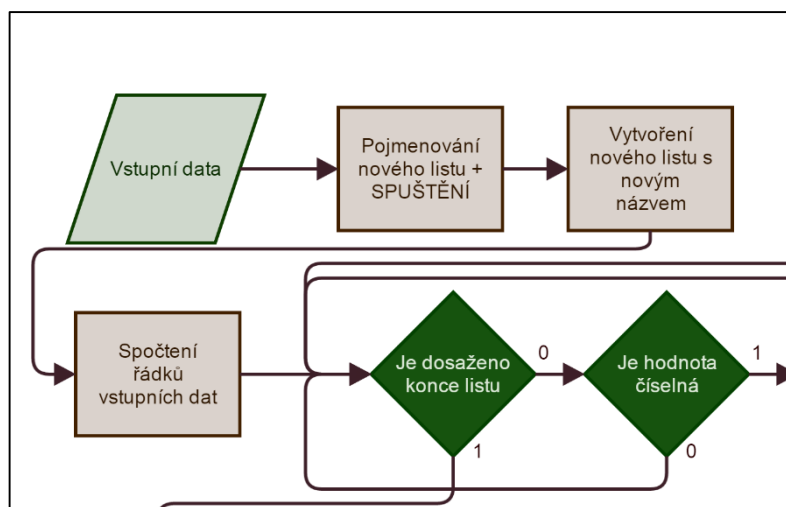 Vstupní data
Pojmenování
nového listu +
SPUŠTĚNÍ
Vytvoření
nového listu s
novým
názvem
Spočtení
řádků
vstupních dat
Je dosaženo
konce listu
0
1
Je hodnota
číselná
1
0